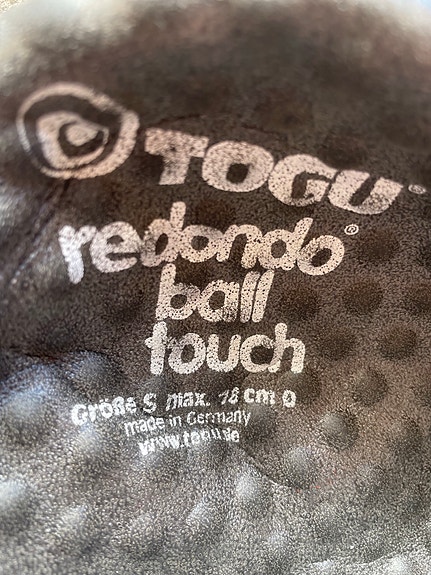 TOGU®
redondo®
ball
touch
Größe S max. 18 cm Ø
made in Germany
www.togu.de